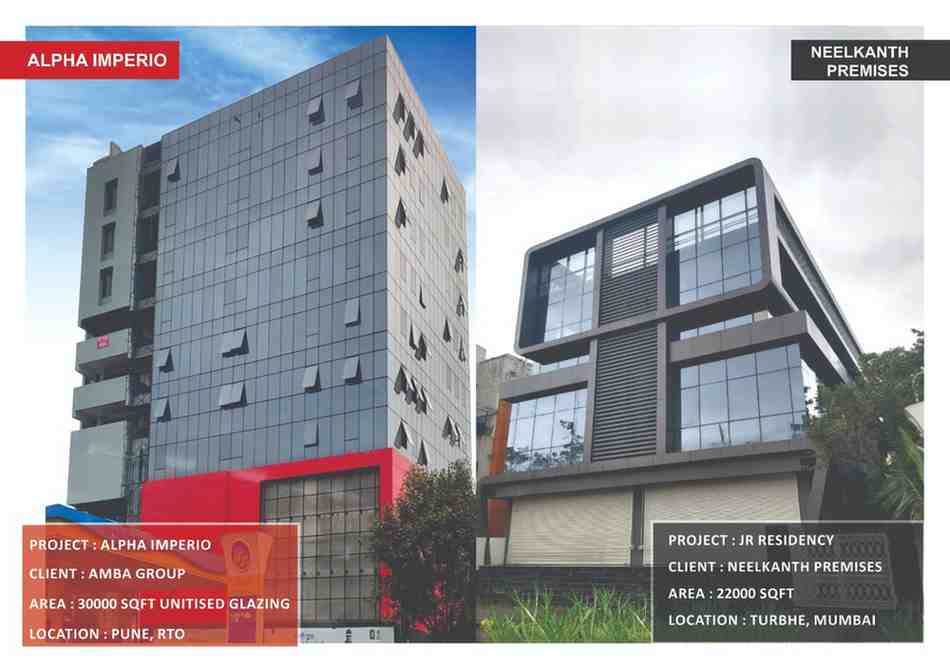 ALPHA IMPERIO
NEELKANTH
PREMISES
PROJECT : ALPHA IMPERIO
CLIENT : AMBA GROUP
AREA : 30000 SQFT UNITISED GLAZING
LOCATION : PUNE, RTO
PROJECT : JR RESIDENCY
CLIENT : NEELKANTH PREMISES
AREA : 22000 SQFT
LOCATION : TURBHE, MUMBAI